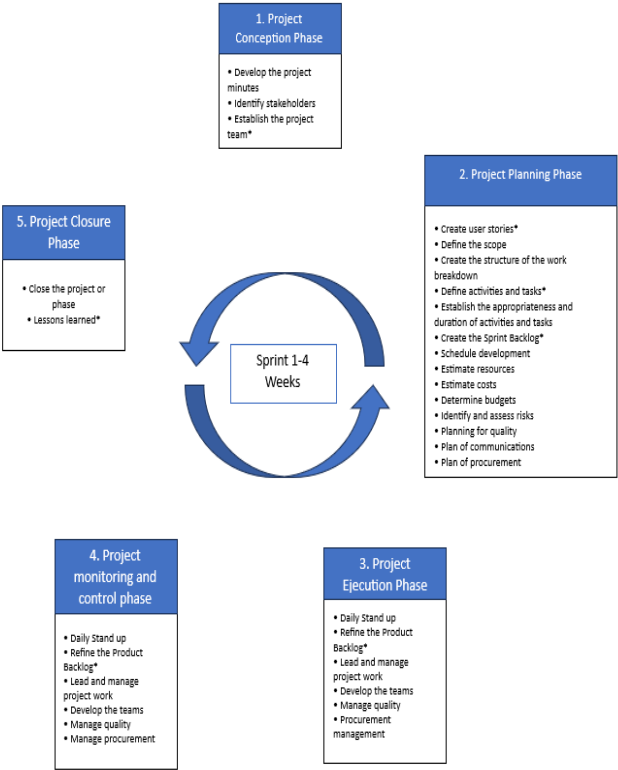 1. Project
Conception Phase
• Develop the project
minutes
• Identify stakeholders
• Establish the project
team*
2. Project Planning Phase
• Create user stories*
• Define the scope
• Create the structure of the work
breakdown
• Define activities and tasks*
• Establish the appropriateness and
duration of activities and tasks
• Create the Sprint Backlog*
• Schedule development
• Estimate resources
• Estimate costs
• Determine budgets
• Identify and assess risks
• Planning for quality
• Plan of communications
• Plan of procurement
5. Project Closure
Phase
• Close the project or
phase
• Lessons learned*
Sprint 1-4
Weeks
4. Project
monitoring and
control phase
• Daily Stand up
• Refine the Product
Backlog*
• Lead and manage
project work
• Develop the teams
• Manage quality
• Manage procurement
3. Project
Ejecution Phase
• Daily Stand up
• Refine the Product
Backlog*
• Lead and manage
project work
• Develop the teams
• Manage quality
• Procurement
management